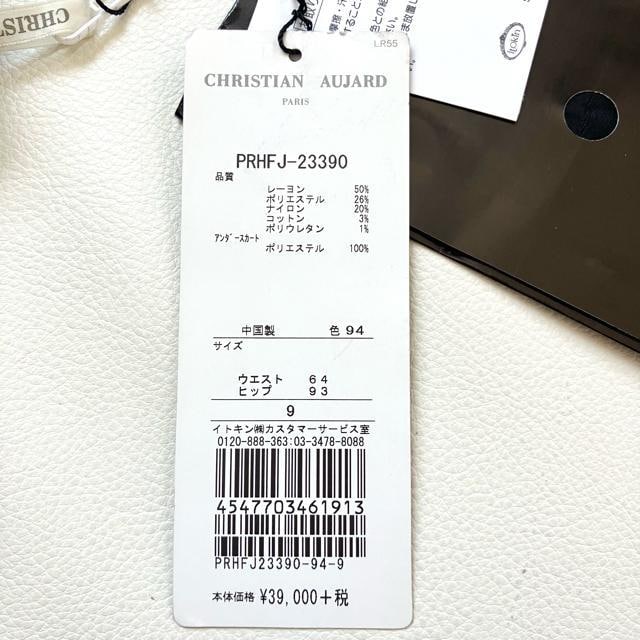 CHRIST
LR55
CHRISTIAN AUJARD
PARIS
PRHFJ-23390
品質
レーヨン 50%
ポリエステル 26%
ナイロン 20%
コットン 3%
ポリウレタン 1%
アンダースカート
ポリエステル 100%
中国製 色 94
サイズ
ウエスト 64
ヒップ 93
9
イトキン㈱カスタマーサービス室
0120-888-363:03-3478-8088
4547703461913
PRHFJ23390-94-9
本体価格 ¥39,000+税